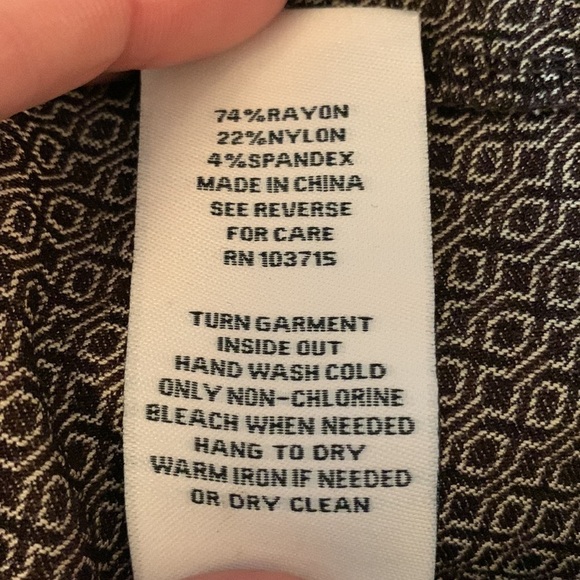 74%RAYON
22%NYLON
4%SPANDEX
MADE IN CHINA
SEE REVERSE
FOR CARE
RN 103715
TURN GARMENT
INSIDE OUT
HAND WASH COLD
ONLY NON-CHLORINE
BLEACH WHEN NEEDED
HANG TO DRY
WARM IRON IF NEEDED
OR DRY CLEAN